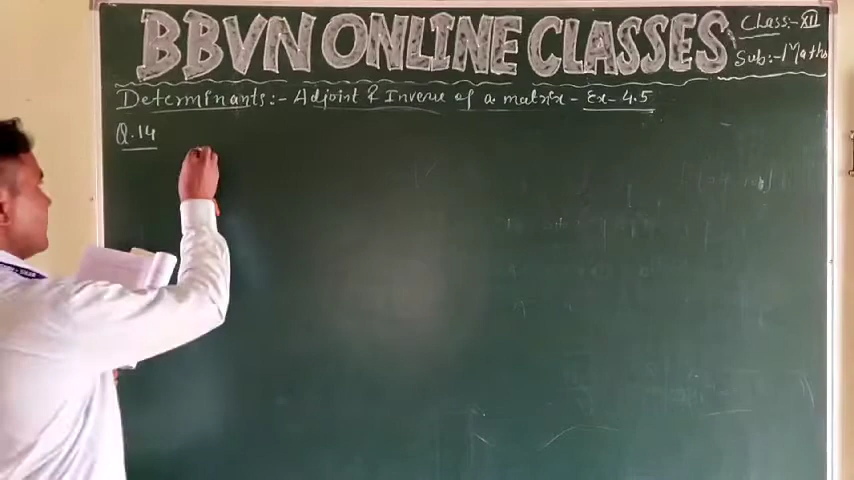 BBVN ONLINE CLASSES
Class:- XII
Sub:- Maths
Determinants:- Adjoint & Inverse of a matrix - Ex- 4.5
Q.14